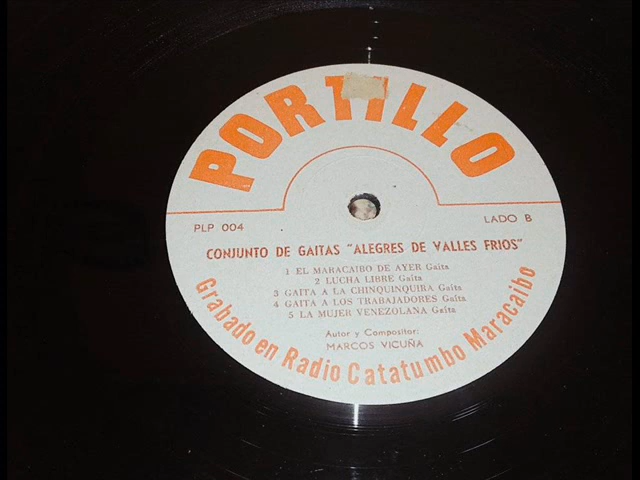 PORTILLO
PLP 004
LADO B
CONJUNTO DE GAITAS "ALEGRES DE VALLES FRIOS"
1 EL MARACAIBO DE AYER Gaita
2 LUCHA LIBRE Gaita
3 GAITA A LA CHINQUINQUIRA Gaita
4 GAITA A LOS TRABAJADORES Gaita
5 LA MUJER VENEZOLANA Gaita
Autor y Compositor:
MARCOS VICUÑA
Grabado en Radio Catatumbo Maracaibo